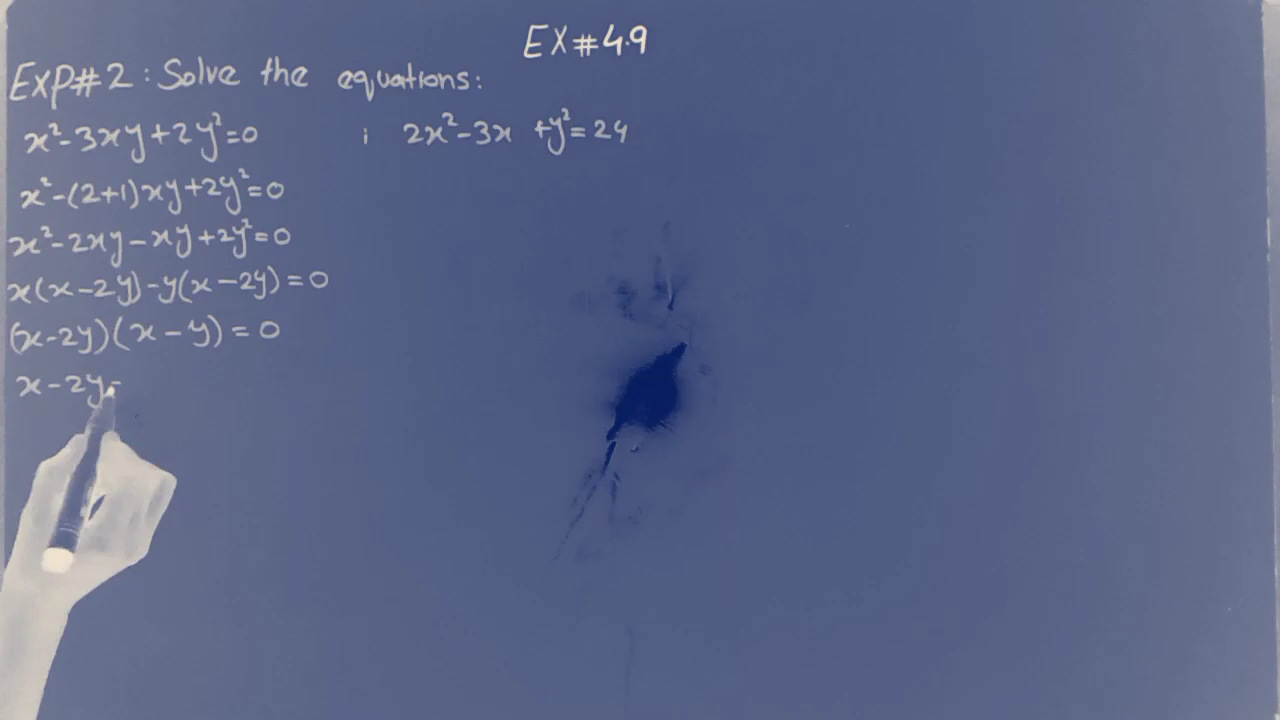 EX#4.9
EXP#2: Solve the equations:
x²-3xy+2y²=0 ; 2x²-3x +y²=24
x²-(2+1)xy+2y²=0
x²-2xy-xy+2y²=0
x(x-2y)-y(x-2y)=0
(x-2y)(x-y)=0
x-2y=